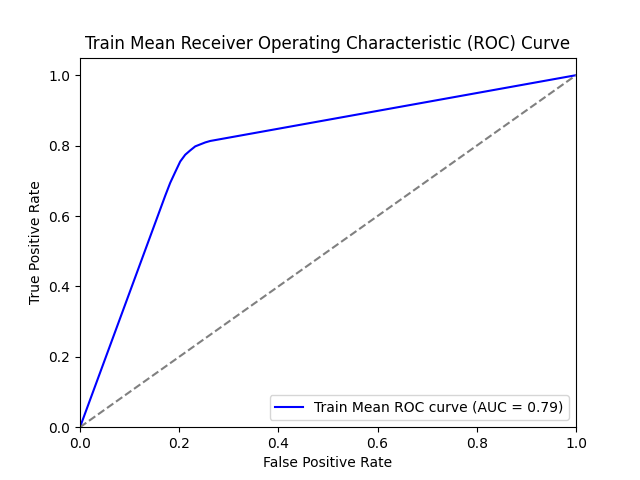 Train Mean Receiver Operating Characteristic (ROC) Curve
1.0
0.8
0.6
0.4
0.2
0.0
True Positive Rate
Train Mean ROC curve (AUC = 0.79)
0.0 0.2 0.4 0.6 0.8 1.0
False Positive Rate